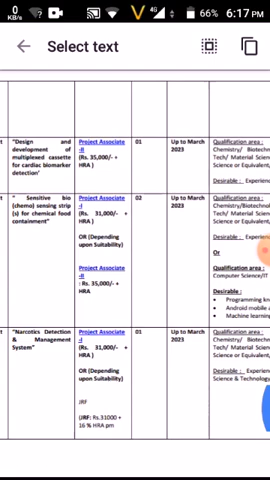 0
KB/s
4G
66%
6:17 PM
Select text
"Design and
development of
multiplexed cassette
for cardiac biomarker
detection'
Project Associate
-II
(Rs. 35,000/- +
HRA )
01
Up to March
2023
Qualification area :
Chemistry/ Biotechn
Tech/ Material Scien
Science or Equivalent,
Desirable : Experienc
" Sensitive bio
(chemo) sensing strip
(s) for chemical food
containment"
Project Associate
-I
(Rs. 31,000/- +
HRA )
OR (Depending
upon Suitability)
Project Associate
-II
: Rs. 35,000/- +
HRA
02
Up to March
2023
Qualification area :
Chemistry/Biotechnol
Tech/ Material Scien
Science or Equivalent,
Desirable : Experie
Or
Qualification area :
Computer Science/IT
Desirable :
• Programming kn
• Android mobile a
• Machine learning
t
"Narcotics Detection
& Management
System"
Project Associate
-I
(Rs. 31,000/- +
HRA )
OR (Depending
upon Suitability)
JRF
(JRF: Rs.31000 +
16 % HRA pm
01
Up to March
2023
Qualification area :
Chemistry/ Biotechn
Tech/ Material Scien
Science or Equivalent,
Desirable : Experien
Science & Technology